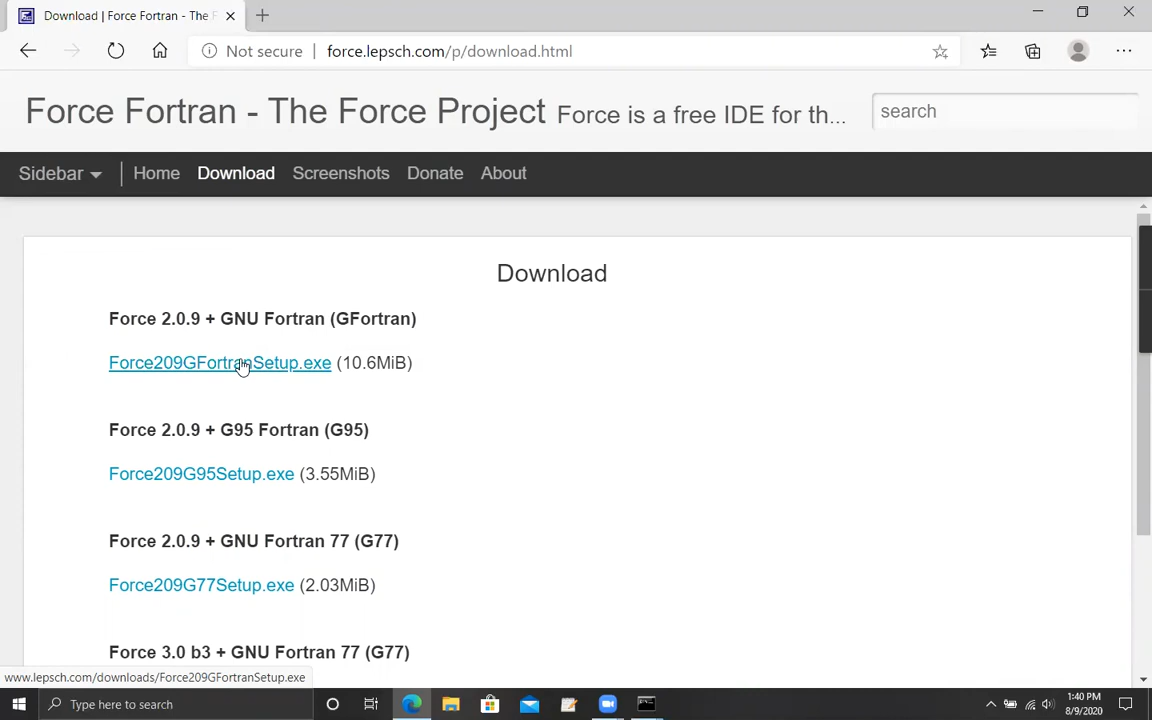 Download | Force Fortran - The F
Not secure
force.lepsch.com/p/download.html
Force Fortran - The Force Project
Force is a free IDE for th...
search
Sidebar
Home
Download
Screenshots
Donate
About
Download
Force 2.0.9 + GNU Fortran (GFortran)
Force209GFortranSetup.exe (10.6MiB)
Force 2.0.9 + G95 Fortran (G95)
Force209G95Setup.exe (3.55MiB)
Force 2.0.9 + GNU Fortran 77 (G77)
Force209G77Setup.exe (2.03MiB)
Force 3.0 b3 + GNU Fortran 77 (G77)
www.lepsch.com/downloads/Force209GFortranSetup.exe
Type here to search
1:40 PM
8/9/2020